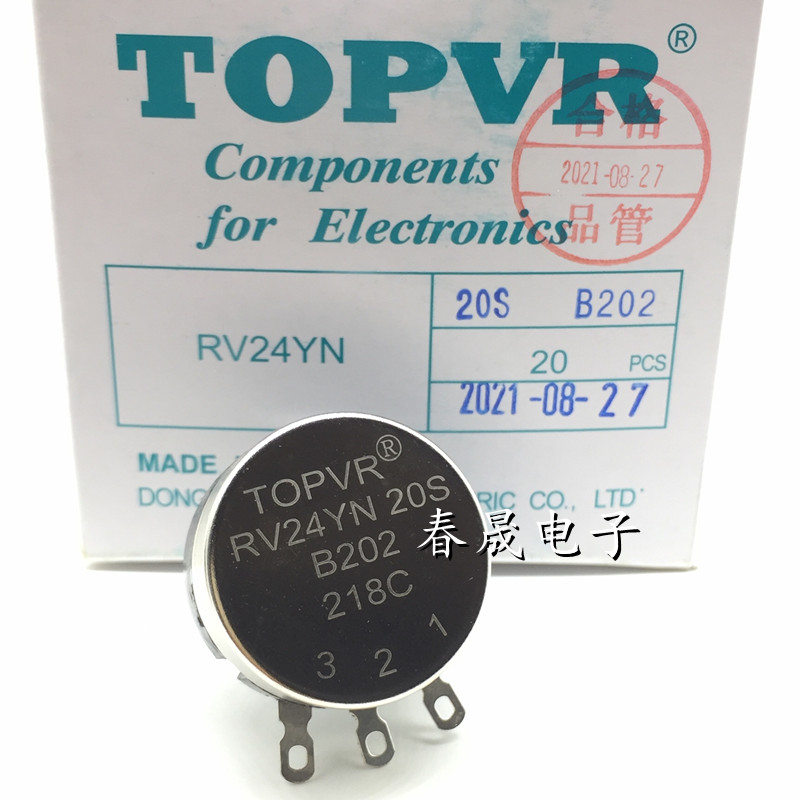 TOPVR®
合格
2021-08-27
品管
Components
for Electronics
20S B202
RV24YN
20 PCS
2021-08-27
MADE
DONG
RIC CO., LTD.
TOPVR®
RV24YN 20S
B202
218C
3 2 1
春晟电子